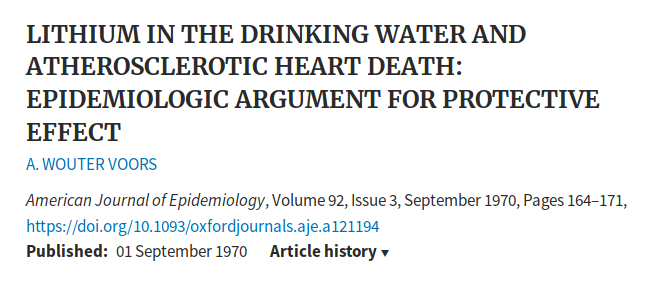 LITHIUM IN THE DRINKING WATER AND
ATHEROSCLEROTIC HEART DEATH:
EPIDEMIOLOGIC ARGUMENT FOR PROTECTIVE
EFFECT
A. WOUTER VOORS
American Journal of Epidemiology, Volume 92, Issue 3, September 1970, Pages 164–171,
https://doi.org/10.1093/oxfordjournals.aje.a121194
Published: 01 September 1970 Article history ▾